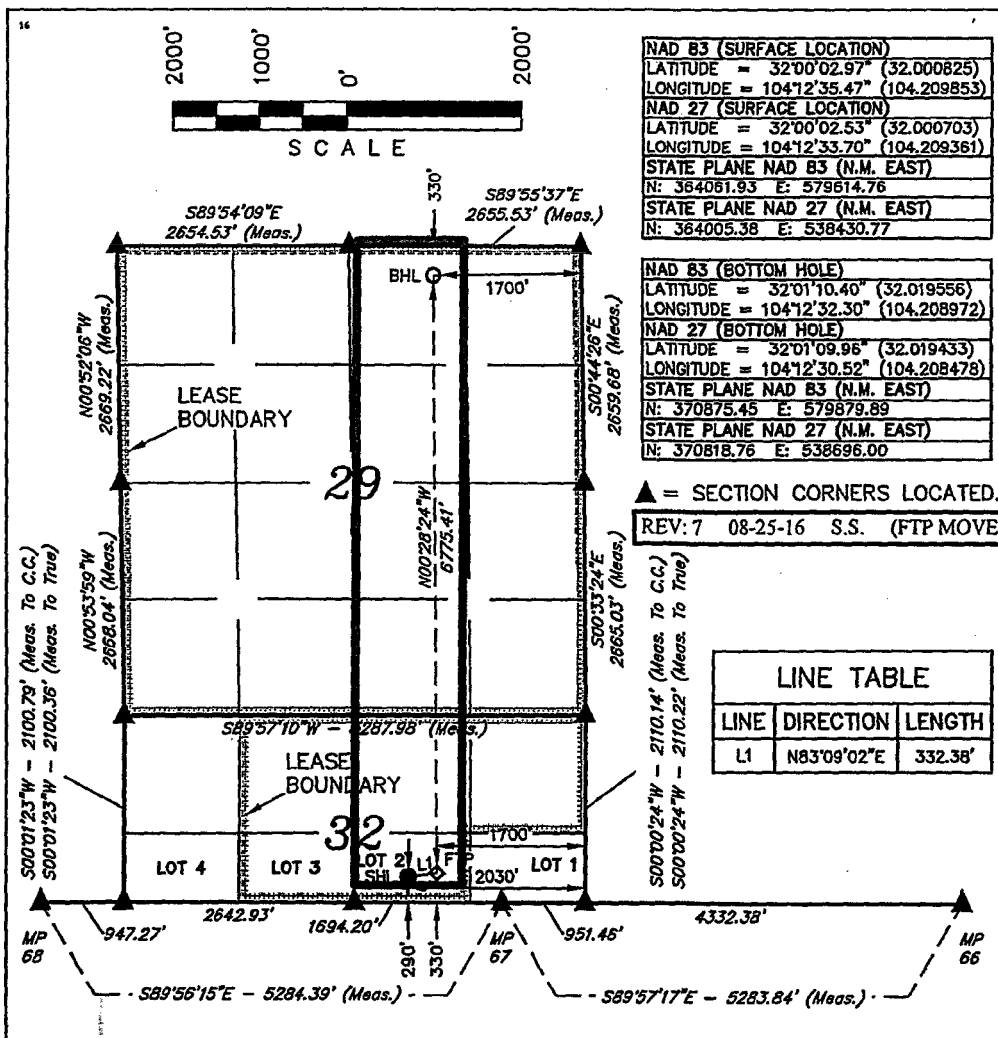 16
2000'
1000'
0'
2000'
SCALE
NAD 83 (SURFACE LOCATION)
LATITUDE = 32°00'02.97" (32.000825)
LONGITUDE = 104°12'35.47" (104.209853)
NAD 27 (SURFACE LOCATION)
LATITUDE = 32°00'02.53" (32.000703)
LONGITUDE = 104°12'33.70" (104.209361)
STATE PLANE NAD 83 (N.M. EAST)
N: 364061.93 E: 579614.76
STATE PLANE NAD 27 (N.M. EAST)
N: 364005.38 E: 538430.77
NAD 83 (BOTTOM HOLE)
LATITUDE = 32°01'10.40" (32.019556)
LONGITUDE = 104°12'32.30" (104.208972)
NAD 27 (BOTTOM HOLE)
LATITUDE = 32°01'09.96" (32.019433)
LONGITUDE = 104°12'30.52" (104.208478)
STATE PLANE NAD 83 (N.M. EAST)
N: 370875.45 E: 579879.89
STATE PLANE NAD 27 (N.M. EAST)
N: 370818.76 E: 538696.00
▲ = SECTION CORNERS LOCATED.
REV: 7 08-25-16 S.S. (FTP MOVE
LINE TABLE
LINE DIRECTION LENGTH
L1 N83°09'02"E 332.38'
S89°54'09"E
2654.53' (Meas.)
330'
S89°55'37"E
2655.53' (Meas.)
BHL
1700'
N00°52'06"W
2669.22' (Meas.)
S00°44'26"E
2659.68' (Meas.)
LEASE
BOUNDARY
29
N00°28'24"W
6775.41'
N00°53'59"W
2668.04' (Meas.)
S00°33'24"E
2665.03' (Meas.)
S89°57'10"W - 5287.98' (Meas.)
LEASE
BOUNDARY
32
S00°01'23"W - 2100.79' (Meas. To C.C.)
S00°01'23"W - 2100.36' (Meas. To True)
S00°00'24"W - 2110.14' (Meas. To C.C.)
S00°00'24"W - 2110.22' (Meas. To True)
1700'
LOT 4
LOT 3
LOT 2
L1
FTP
LOT 1
SHL
2030'
947.27'
2642.93'
1694.20'
290'
330'
951.46'
4332.38'
MP
68
MP
67
MP
66
S89°56'15"E - 5284.39' (Meas.)
S89°57'17"E - 5283.84' (Meas.)